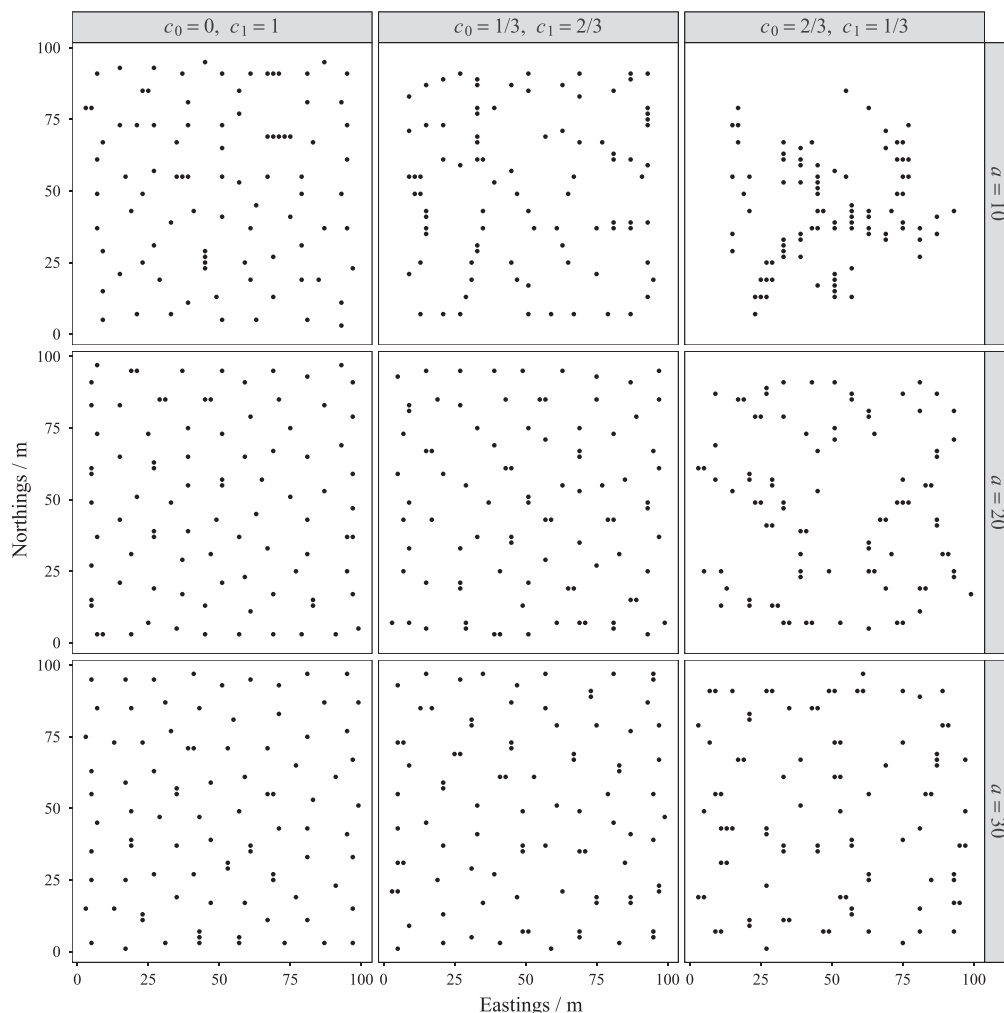 c₀ = 0, c₁ = 1
c₀ = 1/3, c₁ = 2/3
c₀ = 2/3, c₁ = 1/3
100
75
50
25
0
a = 10
100
75
50
25
0
a = 20
Northings / m
100
75
50
25
0
a = 30
0 25 50 75 100
0 25 50 75 100
0 25 50 75 100
Eastings / m